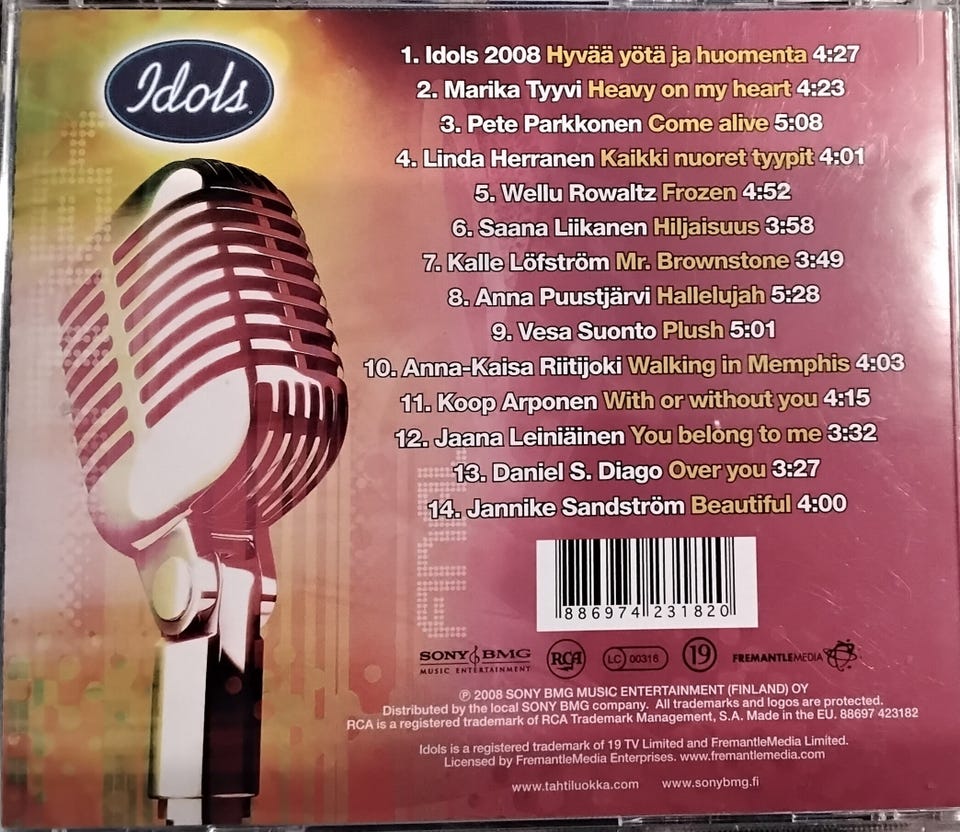 Idols
1. Idols 2008 Hyvää yötä ja huomenta 4:27
2. Marika Tyyvi Heavy on my heart 4:23
3. Pete Parkkonen Come alive 5:08
4. Linda Herranen Kaikki nuoret tyypit 4:01
5. Wellu Rowaltz Frozen 4:52
6. Saana Liikanen Hiljaisuus 3:58
7. Kalle Löfström Mr. Brownstone 3:49
8. Anna Puustjärvi Hallelujah 5:28
9. Vesa Suonto Plush 5:01
10. Anna-Kaisa Riitijoki Walking in Memphis 4:03
11. Koop Arponen With or without you 4:15
12. Jaana Leiniäinen You belong to me 3:32
13. Daniel S. Diago Over you 3:27
14. Jannike Sandström Beautiful 4:00
886974 231820
SONY BMG
MUSIC ENTERTAINMENT
RCA
LC 00316
19
FREMANTLEMEDIA
℗ 2008 SONY BMG MUSIC ENTERTAINMENT (FINLAND) OY
Distributed by the local SONY BMG company. All trademarks and logos are protected.
RCA is a registered trademark of RCA Trademark Management, S.A. Made in the EU. 88697 423182
Idols is a registered trademark of 19 TV Limited and FremantleMedia Limited.
Licensed by FremantleMedia Enterprises. www.fremantlemedia.com
www.tahtiluokka.com www.sonybmg.fi